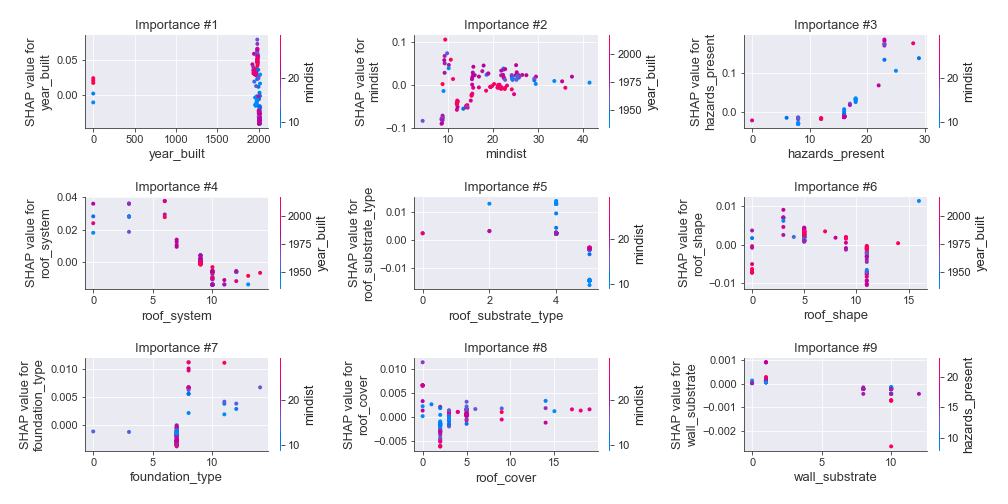 Importance #1
Importance #2
Importance #3
SHAP value for
year_built
0.05
0.00
0
500
1000
1500
2000
year_built
20
10
mindist
SHAP value for
mindist
0.1
0.0
−0.1
10
20
30
40
mindist
2000
1975
1950
year_built
SHAP value for
hazards_present
0.1
0.0
0
10
20
30
hazards_present
20
10
mindist
Importance #4
Importance #5
Importance #6
SHAP value for
roof_system
0.04
0.02
0.00
0
5
10
roof_system
2000
1975
1950
year_built
SHAP value for
roof_substrate_type
0.01
0.00
−0.01
0
2
4
roof_substrate_type
20
10
mindist
SHAP value for
roof_shape
0.01
0.00
−0.01
0
5
10
15
roof_shape
2000
1975
1950
year_built
Importance #7
Importance #8
Importance #9
SHAP value for
foundation_type
0.010
0.005
0.000
0
5
10
foundation_type
20
10
mindist
SHAP value for
roof_cover
0.010
0.005
0.000
−0.005
0
5
10
15
roof_cover
20
10
mindist
SHAP value for
wall_substrate
0.001
0.000
−0.001
−0.002
0
5
10
wall_substrate
20
15
10
hazards_present